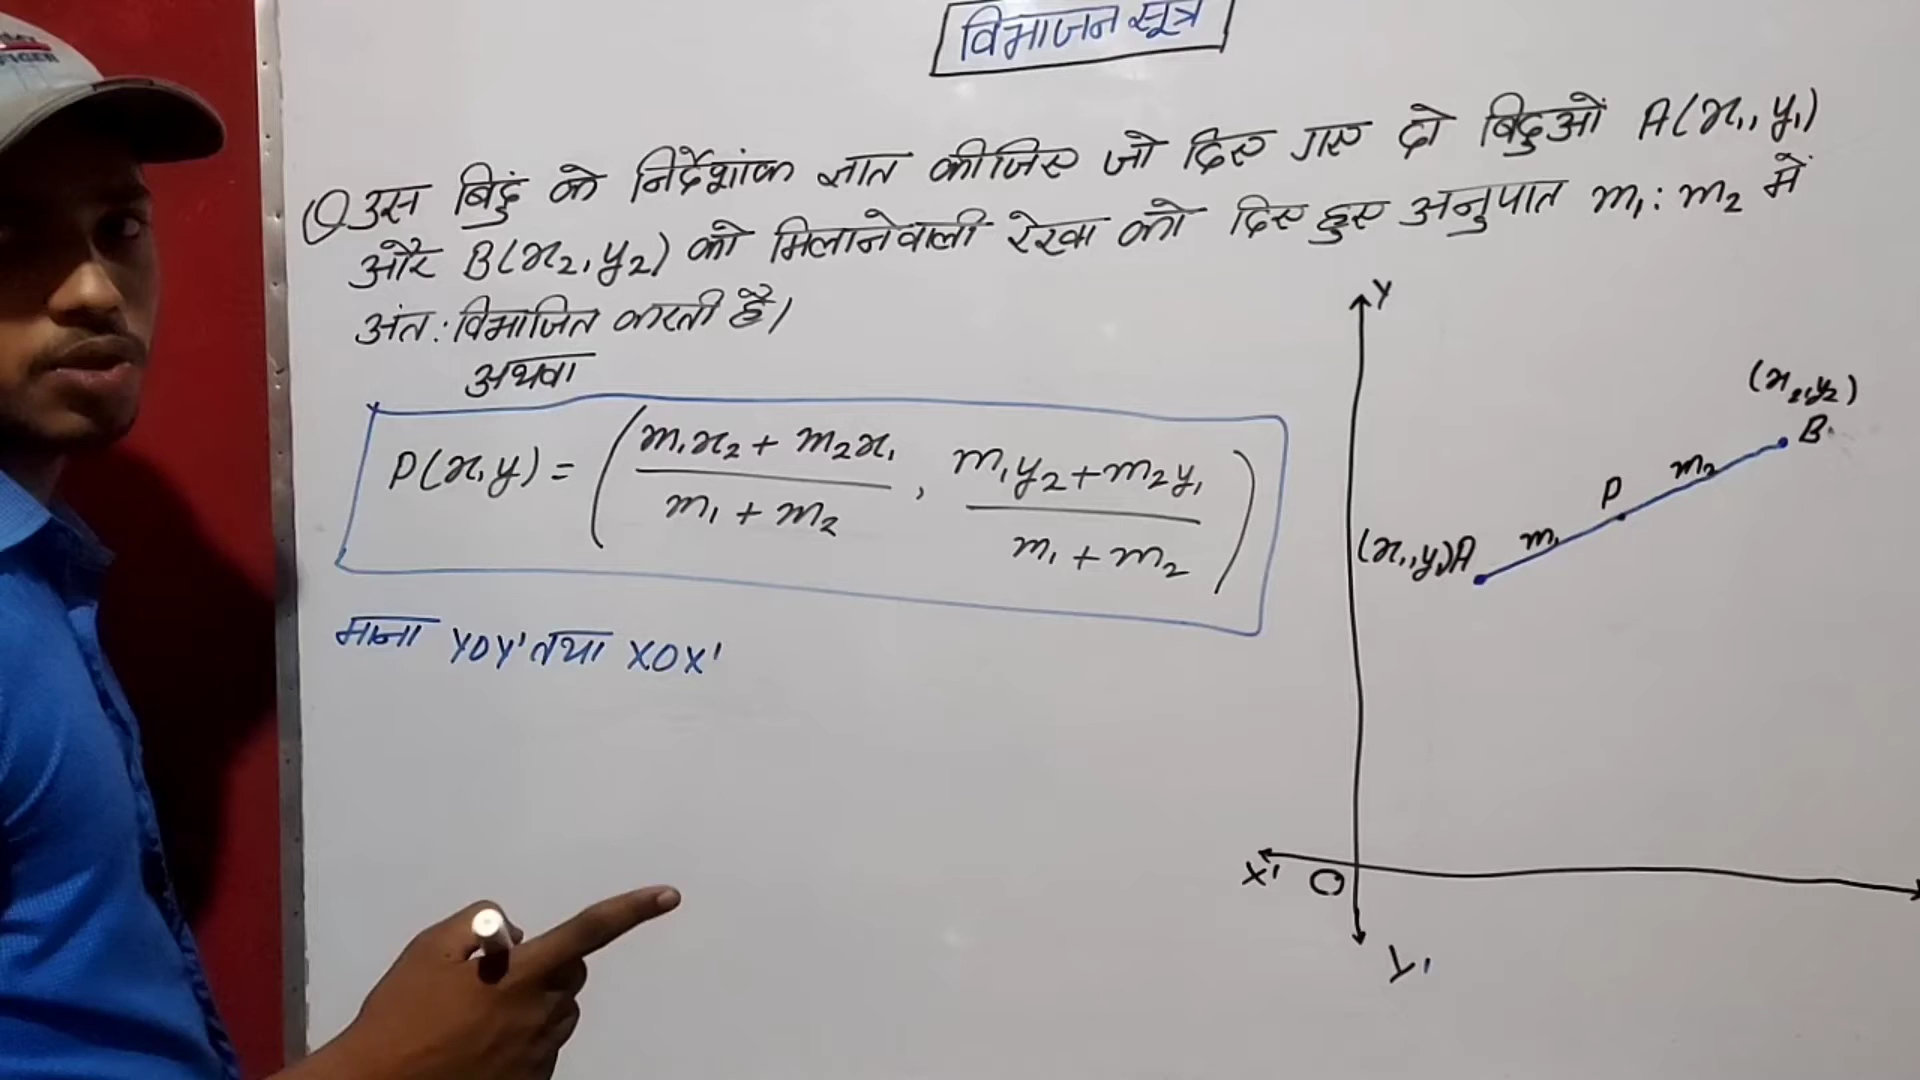 विभाजन सूत्र
Q उस बिंदु के निर्देशांक ज्ञात कीजिए जो दिए गए दो बिंदुओं A(x₁, y₁)
और B(x₂, y₂) को मिलानेवाली रेखा को दिए हुए अनुपात m₁ : m₂ में
अंत: विभाजित करती है।
अथवा
P(x, y) = ( (m₁x₂ + m₂x₁)/(m₁ + m₂) , (m₁y₂ + m₂y₁)/(m₁ + m₂) )
माना YOY' तथा XOX'
Y
(x₂, y₂)
B
m₂
P
m₁
(x₁, y₁) A
X' O
Y'